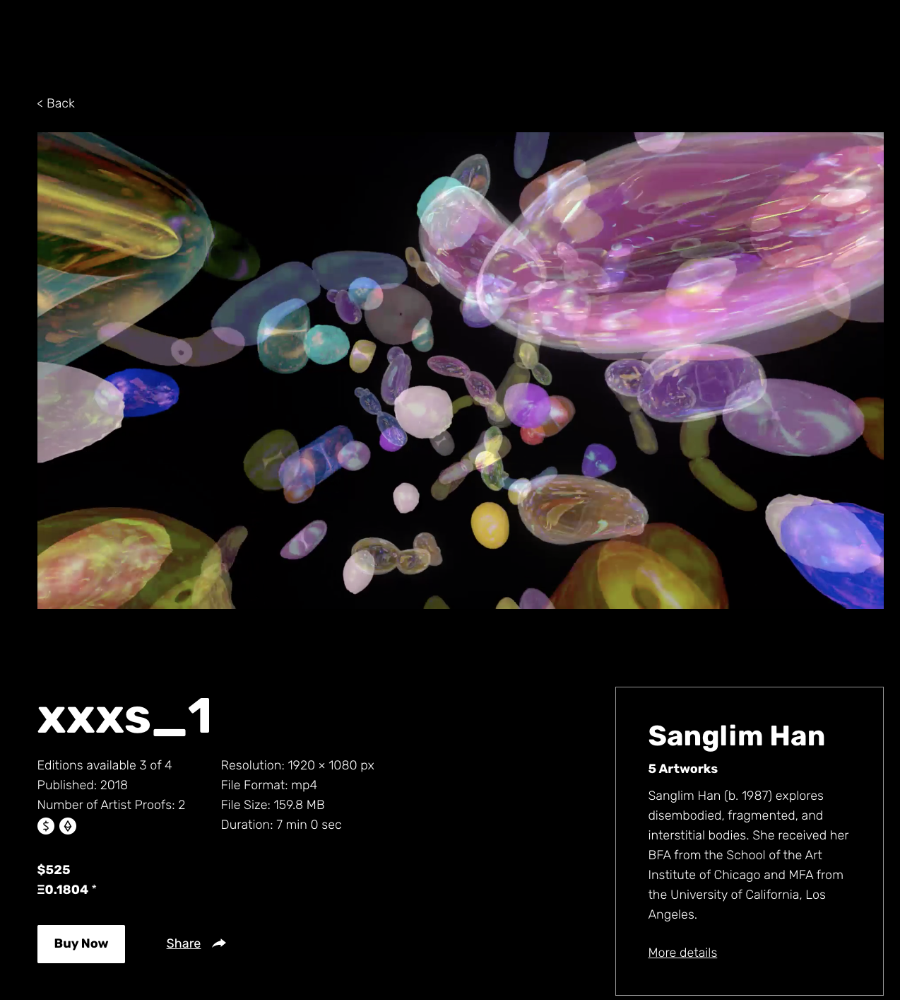 < Back
xxxs_1
Editions available 3 of 4
Published: 2018
Number of Artist Proofs: 2
Resolution: 1920 × 1080 px
File Format: mp4
File Size: 159.8 MB
Duration: 7 min 0 sec
$525
Ξ0.1804 *
Buy Now
Share
Sanglim Han
5 Artworks
Sanglim Han (b. 1987) explores
disembodied, fragmented, and
interstitial bodies. She received her
BFA from the School of the Art
Institute of Chicago and MFA from
the University of California, Los
Angeles.
More details